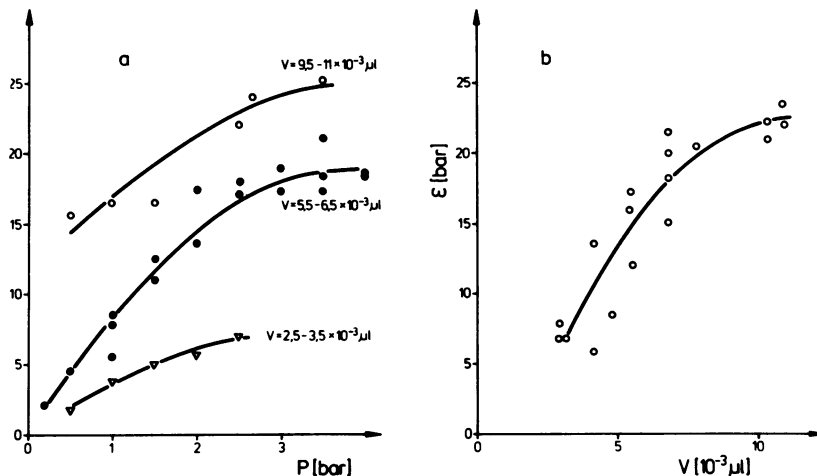 a
V = 9,5 – 11 × 10⁻³ µl
25
20
15
10
5
0
V = 5,5 – 6,5 × 10⁻³ µl
V = 2,5 – 3,5 × 10⁻³ µl
0
1
2
3
P [bar]
b
ε [bar]
25
20
15
10
5
0
0
5
10
V [10⁻³ µl]